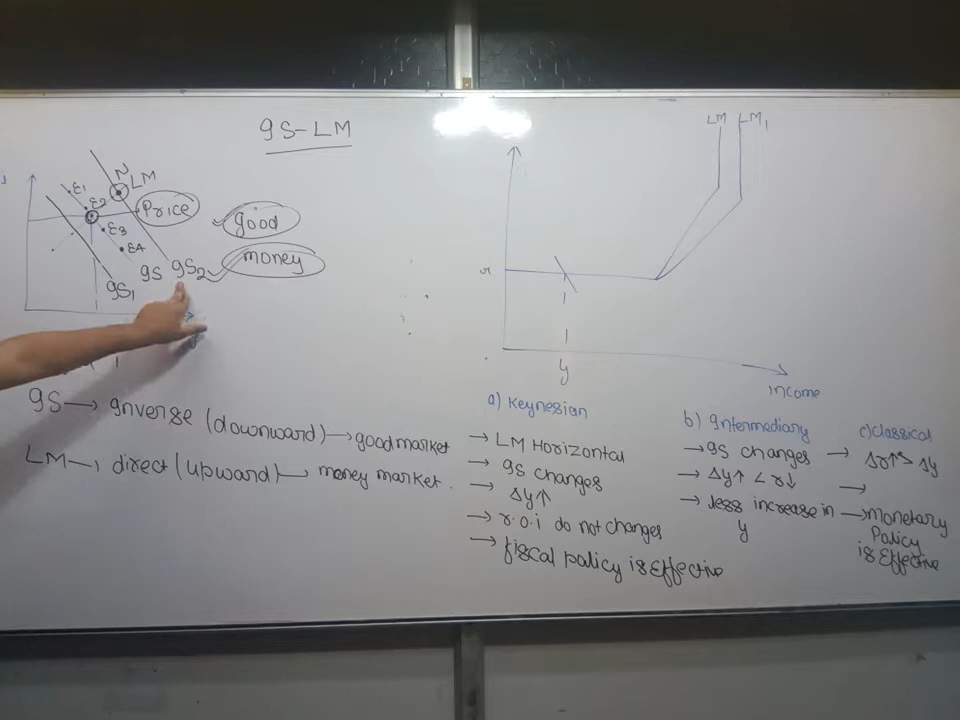 IS-LM
N
LM
E1
E2
E3
E4
Price
good
money
IS IS2
IS1
IS → Inverse (downward) → good market
LM → direct (upward) → money market.
LM LM1
r
y
income
a) Keynesian
→ LM Horizontal
→ IS changes
→ Δy↑
→ r.o.i do not changes
→ fiscal policy is Effective
b) Intermediary
→ IS changes
→ Δy↑ < r↓
→ less increase in
y
c) Classical
→ Δr↑> Δy
→
→ Monetary
Policy
is Effective